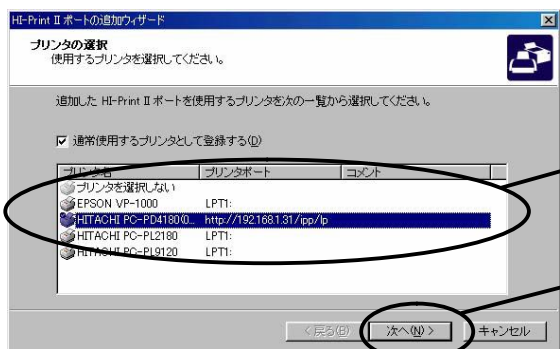 HI-Print II ポートの追加ウィザード
プリンタの選択
使用するプリンタを選択してください。
追加した HI-Print II ポートを使用するプリンタを次の一覧から選択してください。
通常使用するプリンタとして登録する(D)
プリンタ名 プリンタポート コメント
プリンタを選択しない
EPSON VP-1000 LPT1:
HITACHI PC-PD4180(0... http://192.168.1.31/ipp/lp
HITACHI PC-PL2180 LPT1:
HITACHI PC-PL9120 LPT1:
< 戻る(B) 次へ(N) > キャンセル